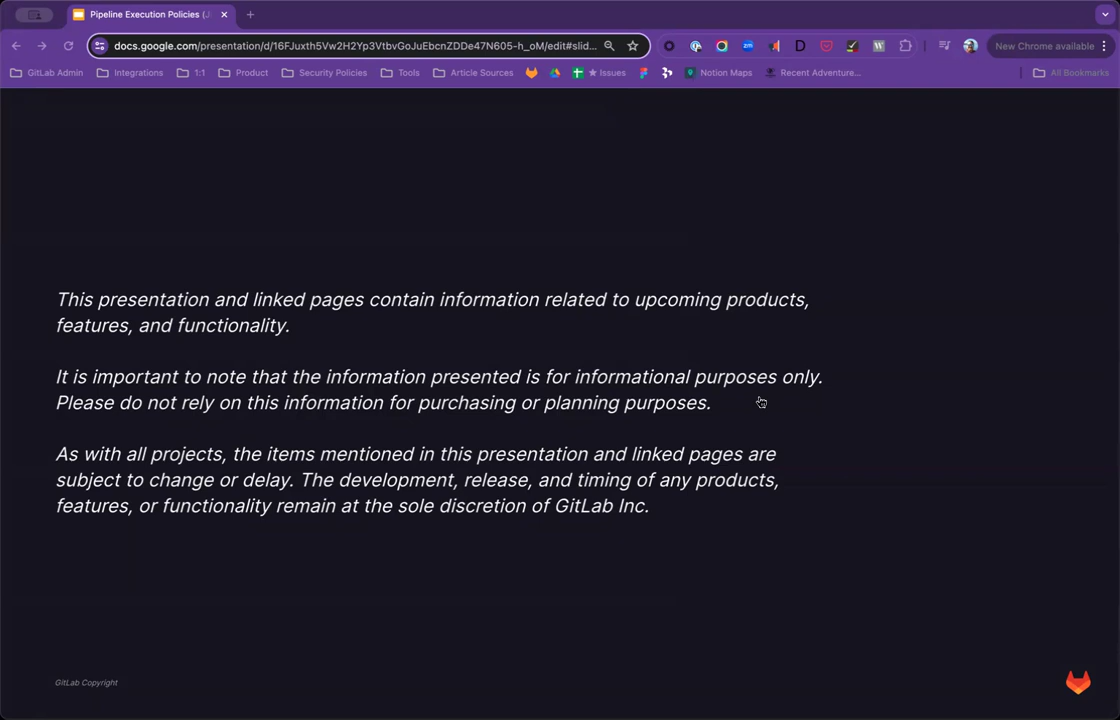 Pipeline Execution Policies (J
docs.google.com/presentation/d/16FJuxth5Vw2H2Yp3VtbvGoJuEbcnZDDe47N605-h_oM/edit#slid...
New Chrome available
GitLab Admin
Integrations
1:1
Product
Security Policies
Tools
Article Sources
★ Issues
Notion Maps
Recent Adventure...
All Bookmarks
This presentation and linked pages contain information related to upcoming products,
features, and functionality.
It is important to note that the information presented is for informational purposes only.
Please do not rely on this information for purchasing or planning purposes.
As with all projects, the items mentioned in this presentation and linked pages are
subject to change or delay. The development, release, and timing of any products,
features, or functionality remain at the sole discretion of GitLab Inc.
GitLab Copyright